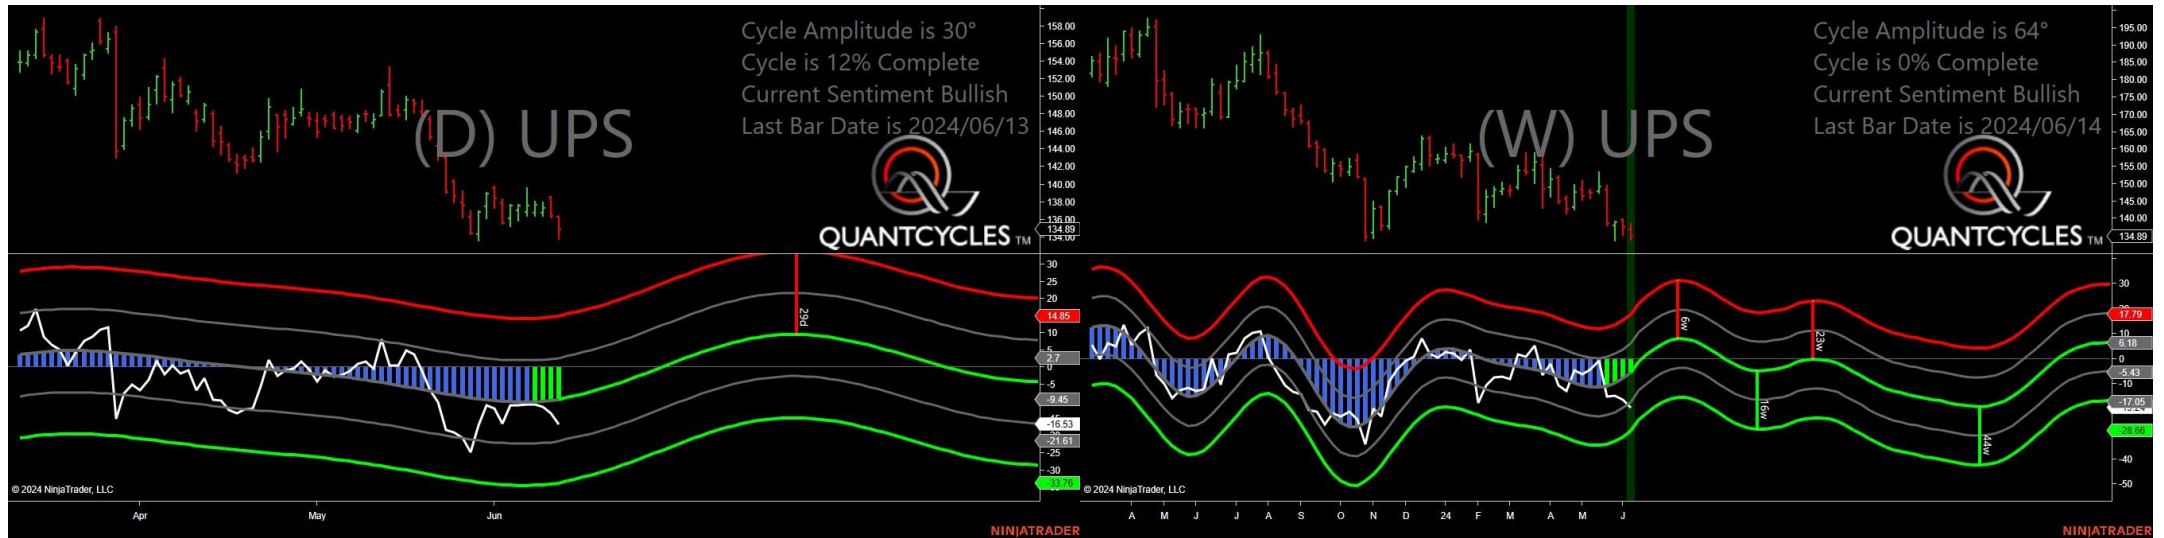 Cycle Amplitude is 30°
Cycle is 12% Complete
Current Sentiment Bullish
Last Bar Date is 2024/06/13
(D) UPS
QUANTCYCLES TM
158.00
156.00
154.00
152.00
150.00
148.00
146.00
144.00
142.00
140.00
138.00
136.00
134.89
134.00
30
25
20
14.85
10
5
2.7
0
-5
-9.45
-16.53
-21.61
-25
-30
-33.76
29d
© 2024 NinjaTrader, LLC
Apr
May
Jun
NINJATRADER
Cycle Amplitude is 64°
Cycle is 0% Complete
Current Sentiment Bullish
Last Bar Date is 2024/06/14
(W) UPS
QUANTCYCLES TM
195.00
190.00
185.00
180.00
175.00
170.00
165.00
160.00
155.00
150.00
145.00
140.00
134.89
30
17.79
10
6.18
0
-5.43
-10
-17.05
-28.66
-40
-50
6w
16w
23w
44w
© 2024 NinjaTrader, LLC
A M J J A S O N D 24 F M A M J
NINJATRADER